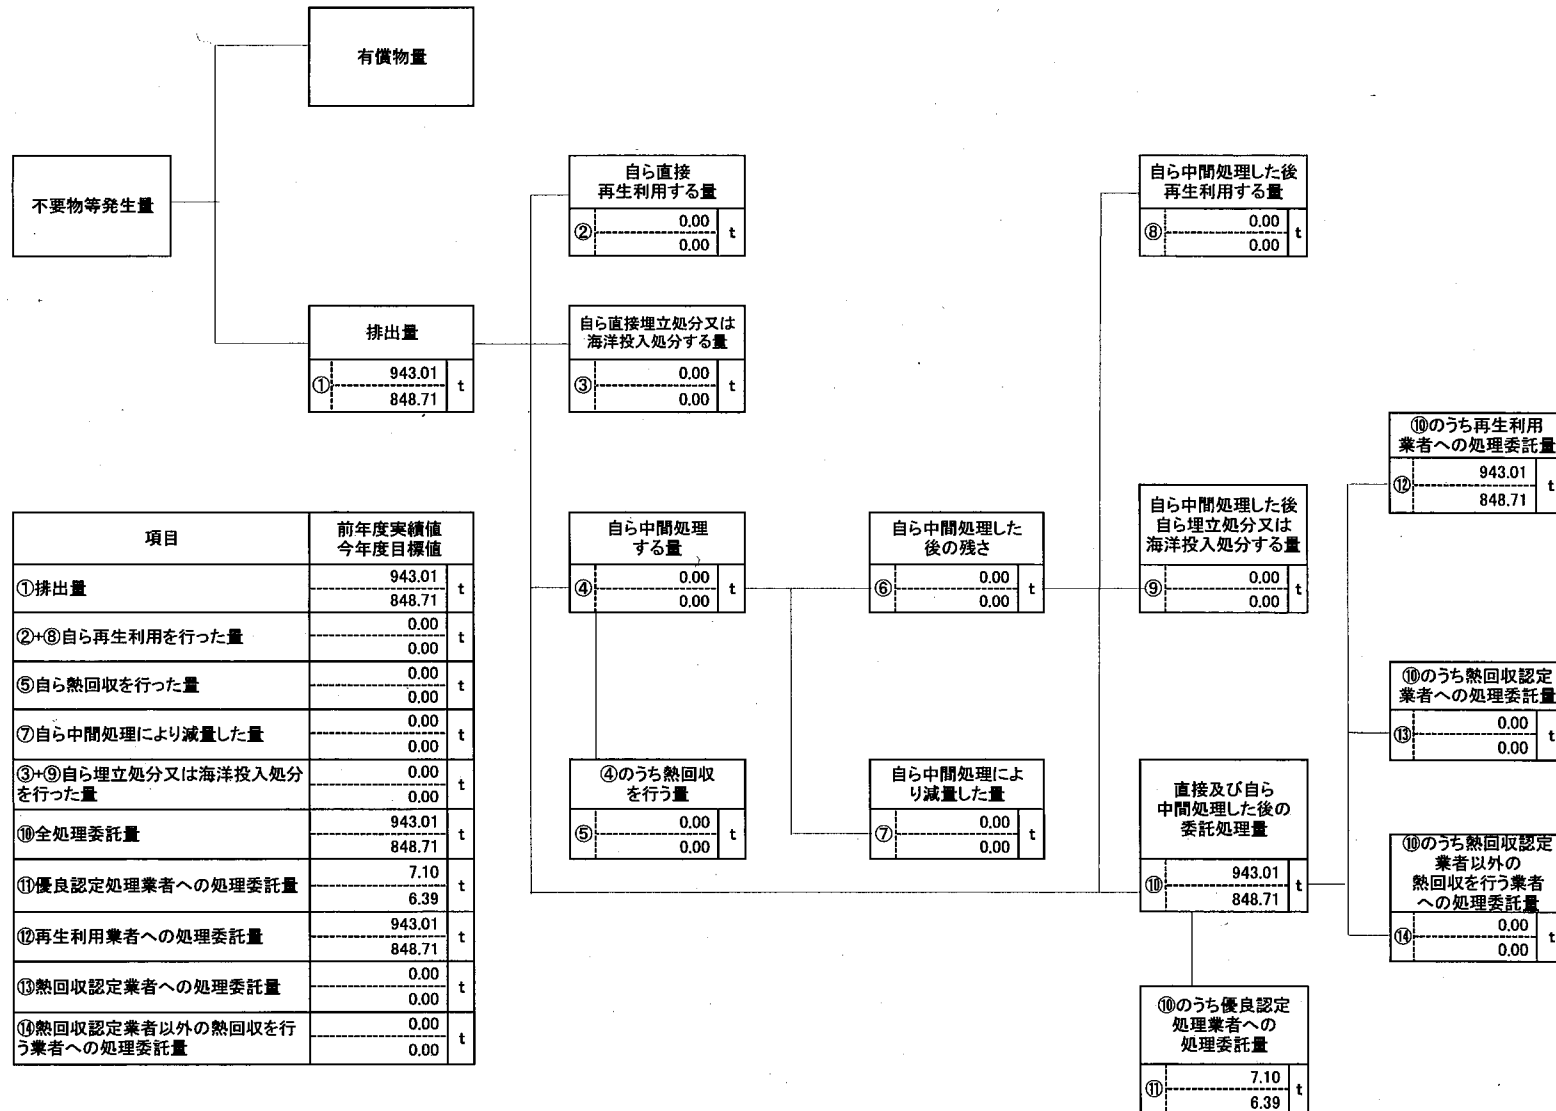 有償物量
不要物等発生量
排出量
①
943.01
848.71
t
自ら直接
再生利用する量
②
0.00
0.00
t
自ら直接埋立処分又は
海洋投入処分する量
③
0.00
0.00
t
自ら中間処理した後
再生利用する量
⑧
0.00
0.00
t
自ら中間処理
する量
④
0.00
0.00
t
自ら中間処理した
後の残さ
⑥
0.00
0.00
t
自ら中間処理した後
自ら埋立処分又は
海洋投入処分する量
⑨
0.00
0.00
t
④のうち熱回収
を行う量
⑤
0.00
0.00
t
自ら中間処理によ
り減量した量
⑦
0.00
0.00
t
直接及び自ら
中間処理した後の
委託処理量
⑩
943.01
848.71
t
⑩のうち優良認定
処理業者への
処理委託量
⑪
7.10
6.39
t
⑩のうち再生利用
業者への処理委託量
⑫
943.01
848.71
t
⑩のうち熱回収認定
業者への処理委託量
⑬
0.00
0.00
t
⑩のうち熱回収認定
業者以外の
熱回収を行う業者
への処理委託量
⑭
0.00
0.00
t
項目
前年度実績値
今年度目標値
①排出量
943.01
848.71
t
②+⑧自ら再生利用を行った量
0.00
0.00
t
⑤自ら熱回収を行った量
0.00
0.00
t
⑦自ら中間処理により減量した量
0.00
0.00
t
③+⑨自ら埋立処分又は海洋投入処分
を行った量
0.00
0.00
t
⑩全処理委託量
943.01
848.71
t
⑪優良認定処理業者への処理委託量
7.10
6.39
t
⑫再生利用業者への処理委託量
943.01
848.71
t
⑬熱回収認定業者への処理委託量
0.00
0.00
t
⑭熱回収認定業者以外の熱回収を行
う業者への処理委託量
0.00
0.00
t